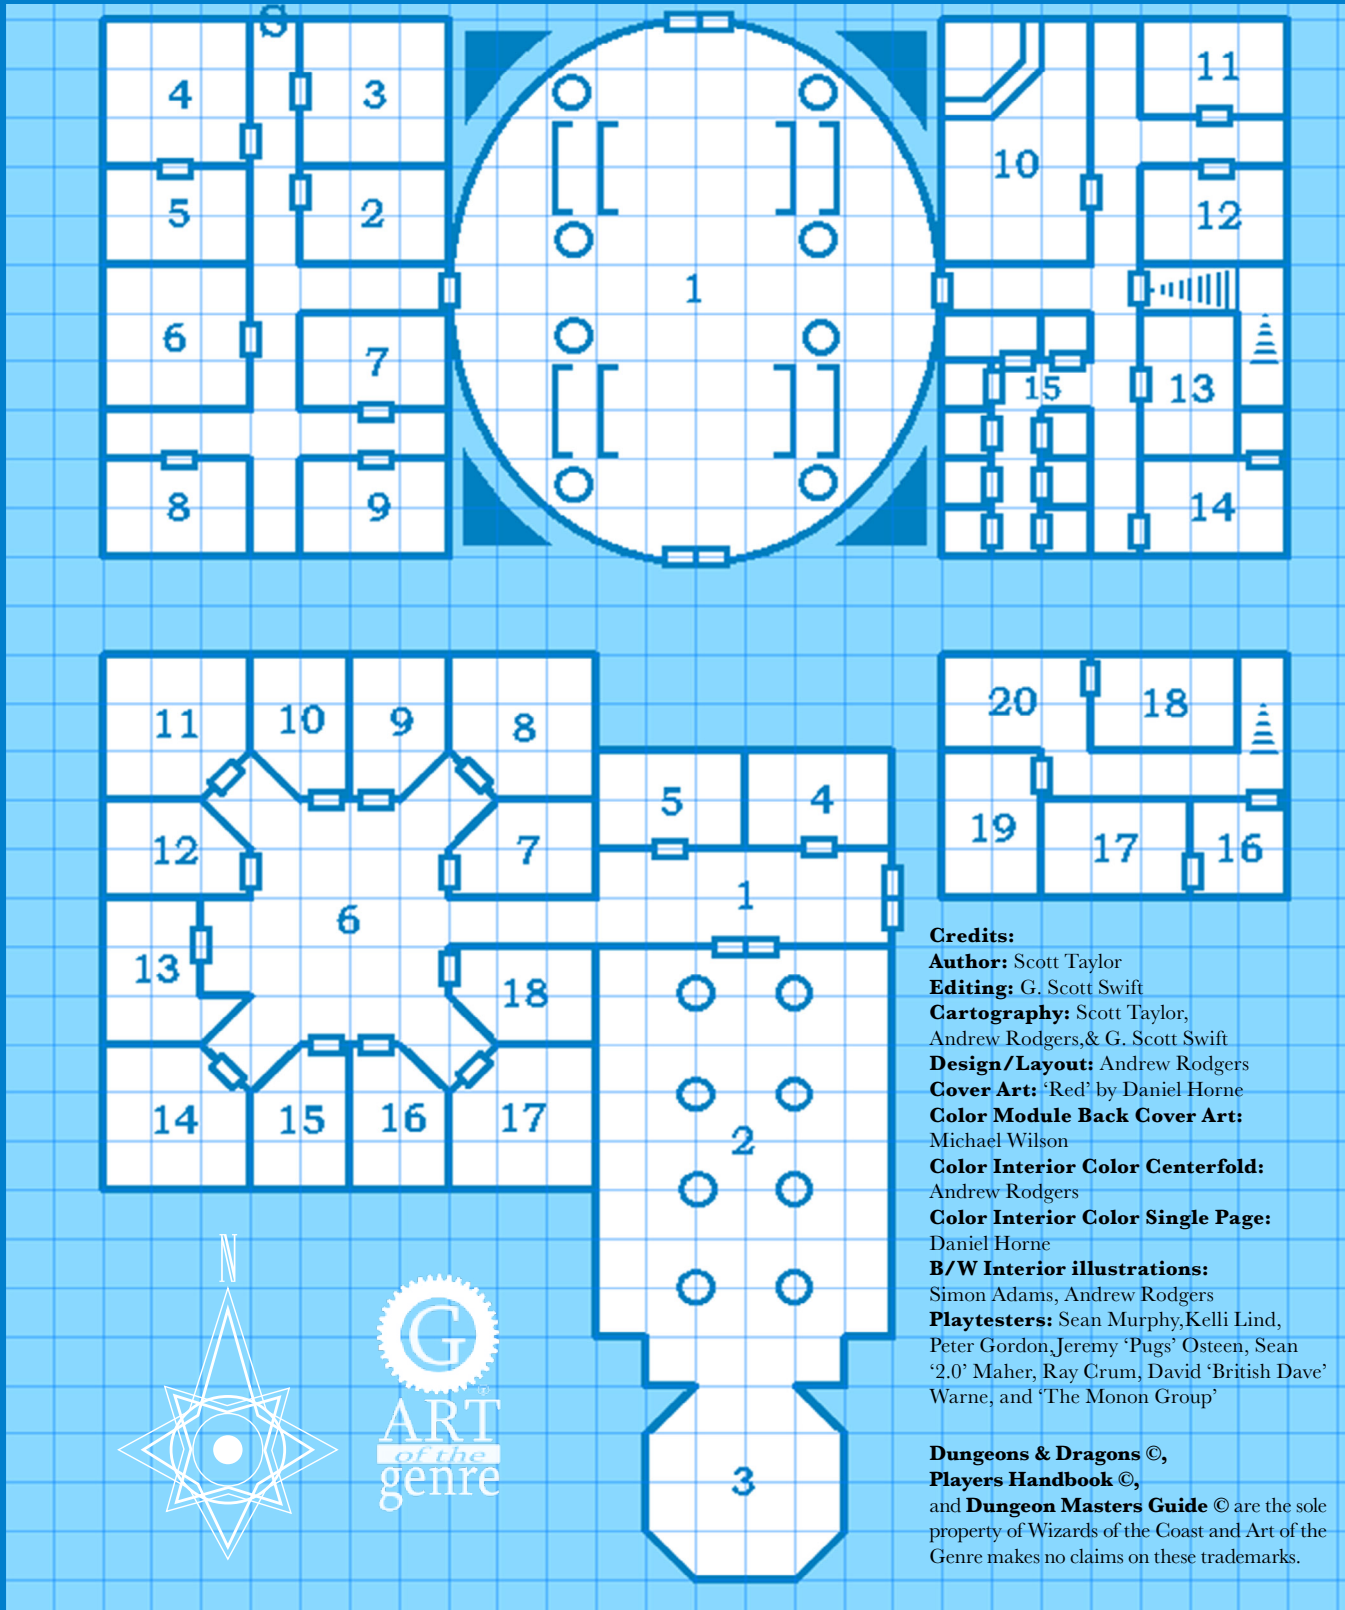 S
4
3
11
10
5
2
12
1
6
7
15
13
8
9
14
11
10
9
8
20
18
5
4
12
7
19
17
16
1
6
13
18
14
15
16
17
2
3
N
G
®
ART
of the
genre
Credits:
Author: Scott Taylor
Editing: G. Scott Swift
Cartography: Scott Taylor,
Andrew Rodgers,& G. Scott Swift
Design/Layout: Andrew Rodgers
Cover Art: ‘Red’ by Daniel Horne
Color Module Back Cover Art:
Michael Wilson
Color Interior Color Centerfold:
Andrew Rodgers
Color Interior Color Single Page:
Daniel Horne
B/W Interior illustrations:
Simon Adams, Andrew Rodgers
Playtesters: Sean Murphy,Kelli Lind,
Peter Gordon,Jeremy ‘Pugs’ Osteen, Sean
‘2.0’ Maher, Ray Crum, David ‘British Dave’
Warne, and ‘The Monon Group’
Dungeons & Dragons ©,
Players Handbook ©,
and Dungeon Masters Guide © are the sole
property of Wizards of the Coast and Art of the
Genre makes no claims on these trademarks.